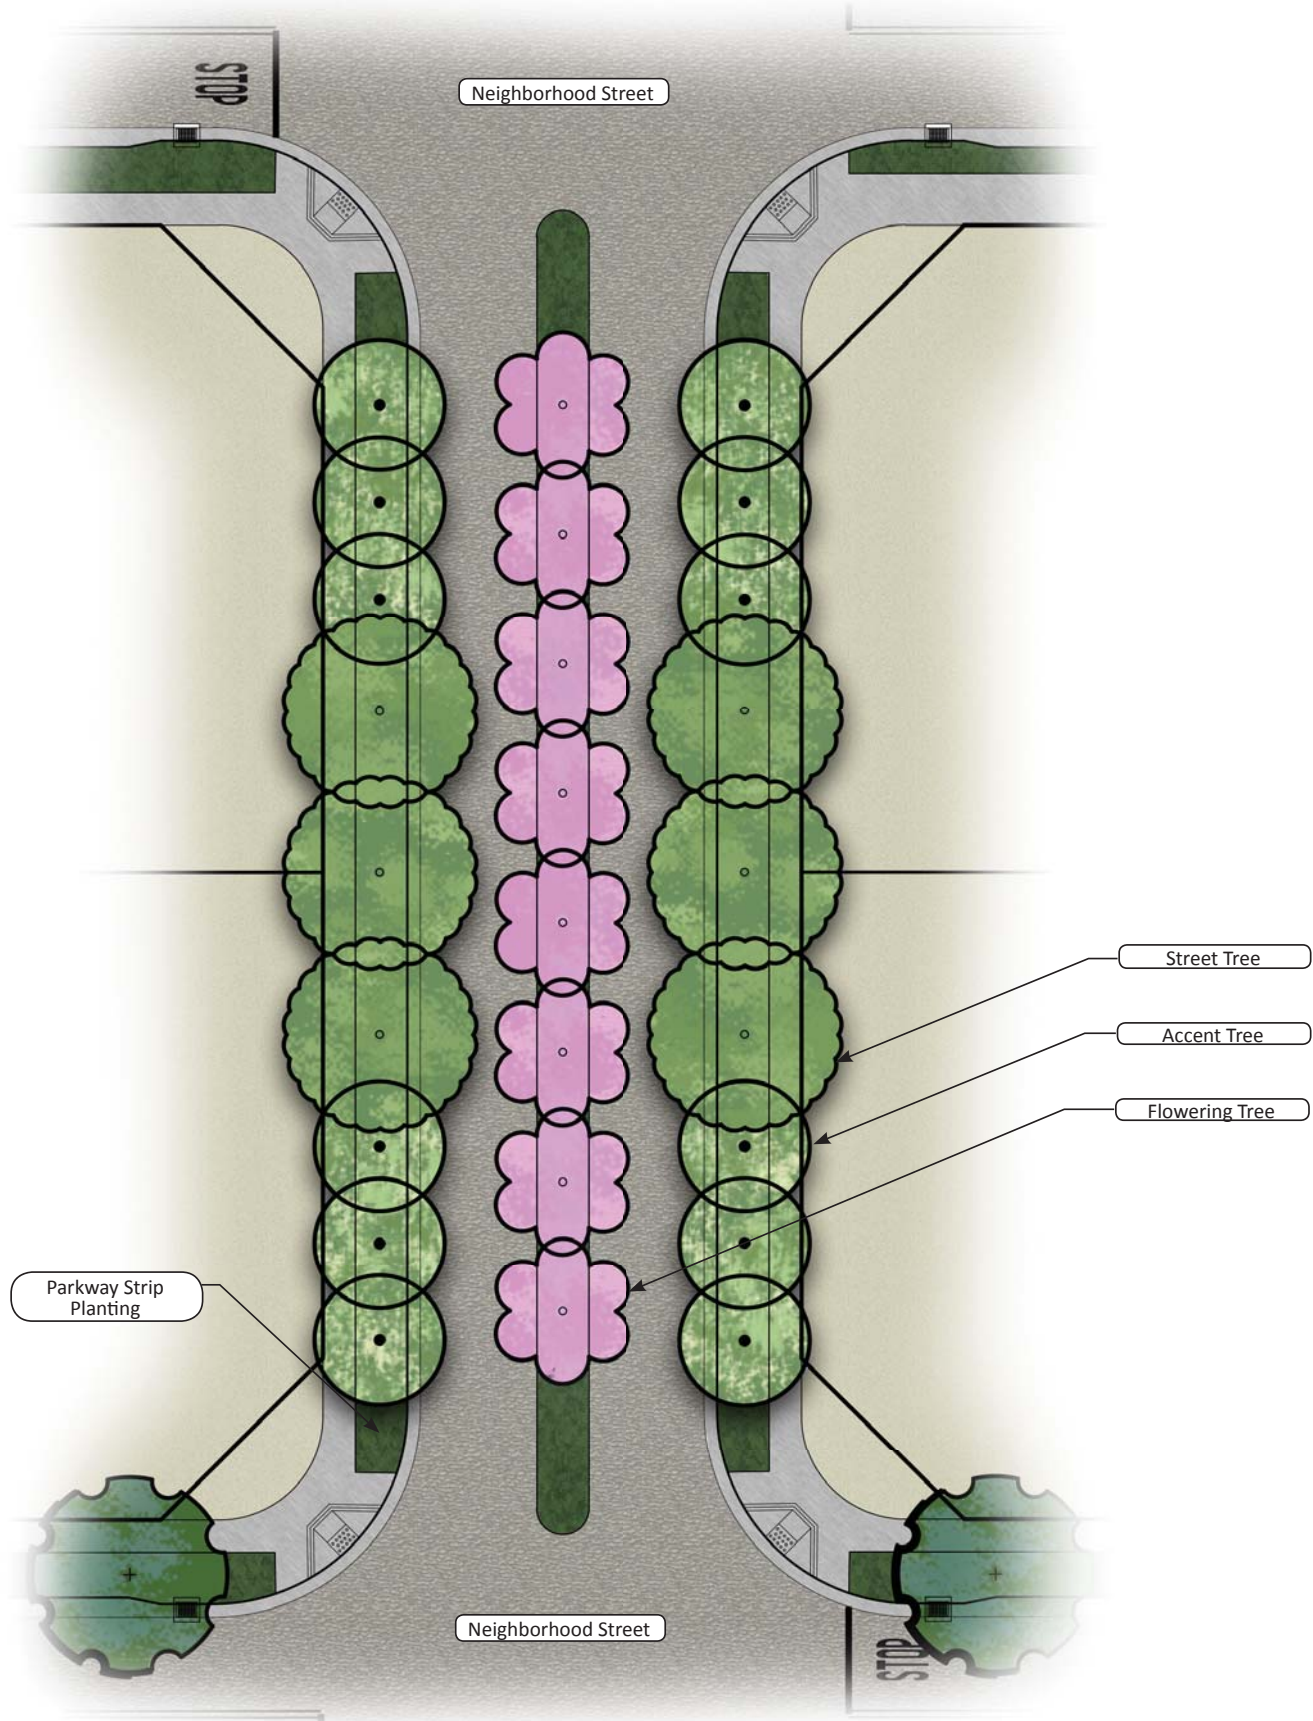 STOP
Neighborhood Street
Street Tree
Accent Tree
Flowering Tree
Parkway Strip
Planting
Neighborhood Street
STOP